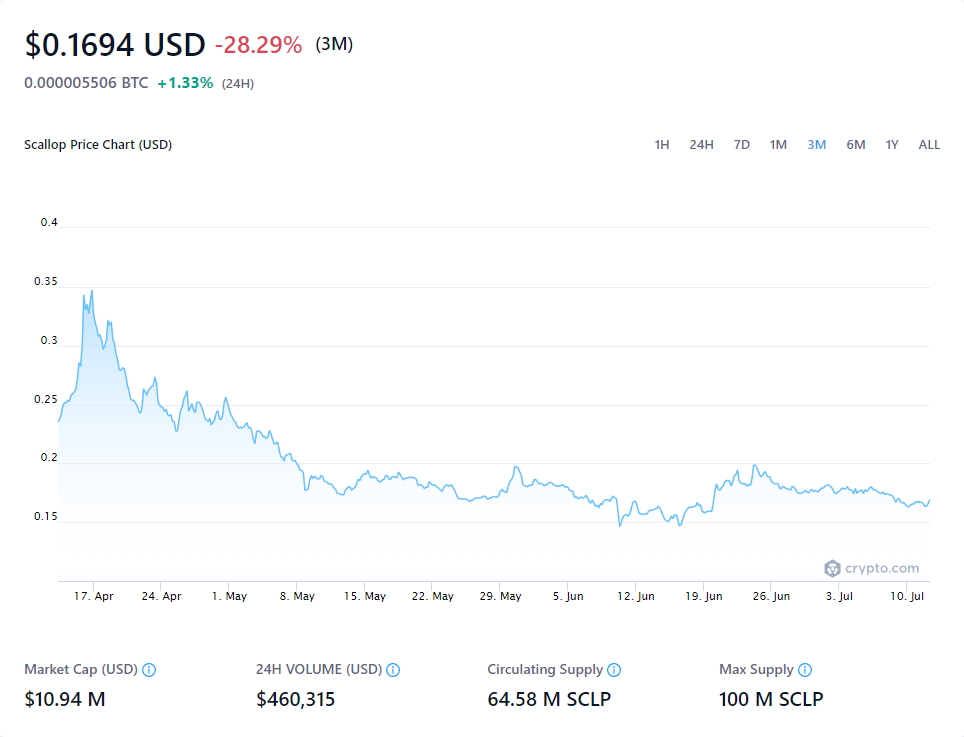 $0.1694 USD -28.29% (3M)
0.000005506 BTC +1.33% (24H)
Scallop Price Chart (USD) 1H 24H 7D 1M 3M 6M 1Y ALL
0.4
0.35
0.3
0.25
0.2
0.15
crypto.com
17. Apr 24. Apr 1. May 8. May 15. May 22. May 29. May 5. Jun 12. Jun 19. Jun 26. Jun 3. Jul 10. Jul
Market Cap (USD) 24H VOLUME (USD) Circulating Supply Max Supply
$10.94 M $460,315 64.58 M SCLP 100 M SCLP